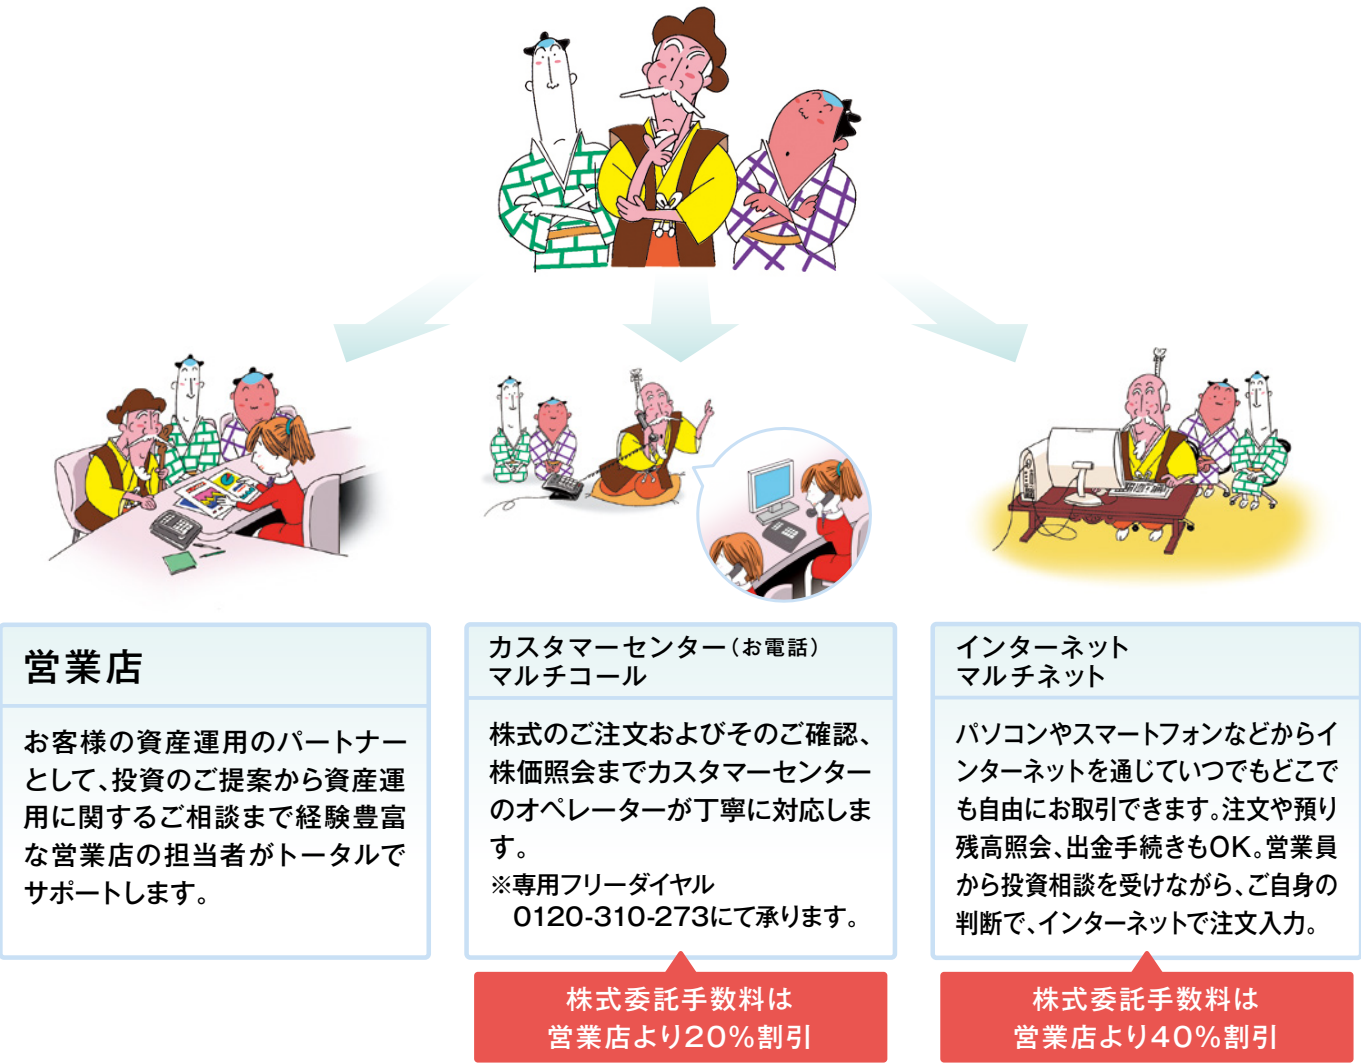 営業店
お客様の資産運用のパートナー
として、投資のご提案から資産運
用に関するご相談まで経験豊富
な営業店の担当者がトータルで
サポートします。
カスタマーセンター(お電話)
マルチコール
株式のご注文およびそのご確認、
株価照会までカスタマーセンター
のオペレーターが丁寧に対応しま
す。
※専用フリーダイヤル
0120-310-273にて承ります。
株式委託手数料は
営業店より20%割引
インターネット
マルチネット
パソコンやスマートフォンなどからイ
ンターネットを通じていつでもどこで
も自由にお取引できます。注文や預り
残高照会、出金手続きもOK。営業員
から投資相談を受けながら、ご自身の
判断で、インターネットで注文入力。
株式委託手数料は
営業店より40%割引